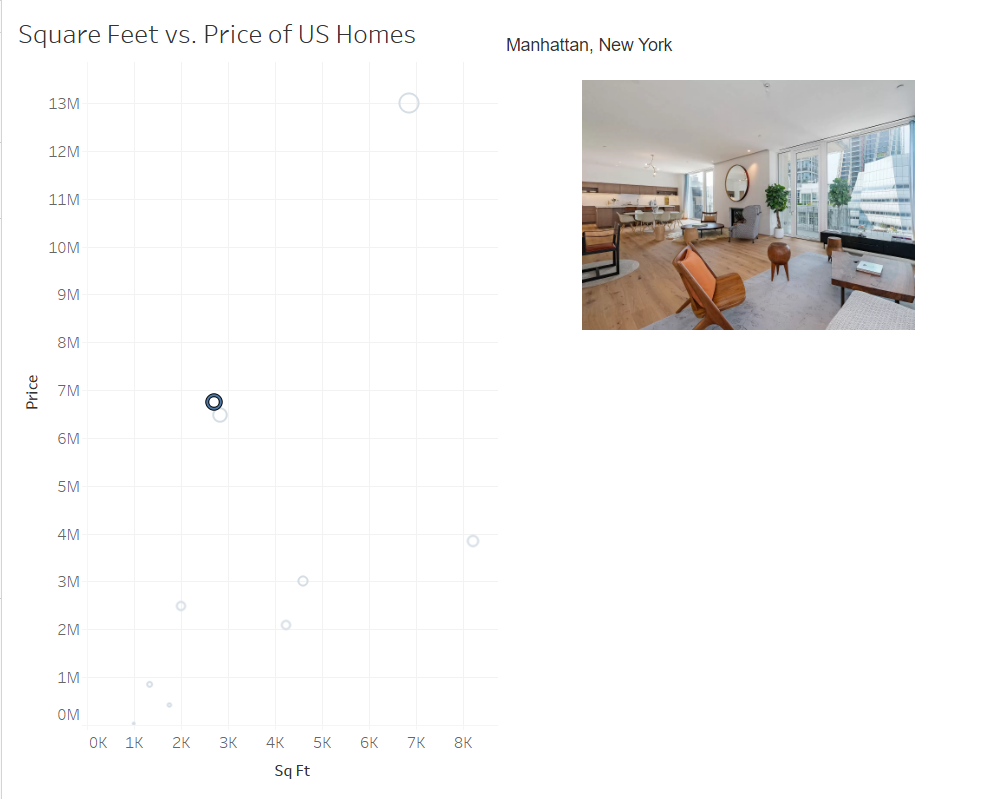 Square Feet vs. Price of US Homes
Manhattan, New York
13M
12M
11M
10M
9M
8M
7M
6M
5M
4M
3M
2M
1M
0M
Price
0K 1K 2K 3K 4K 5K 6K 7K 8K
Sq Ft